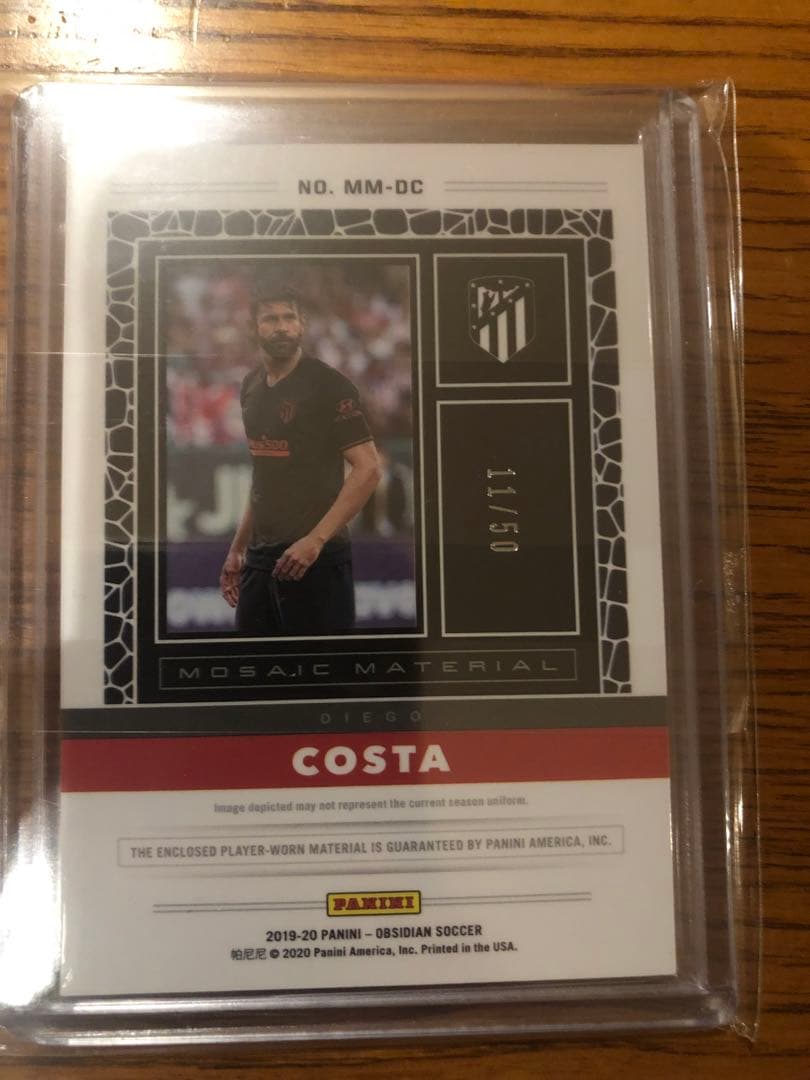 NO. MM-DC
11/50
MOSAIC MATERIAL
DIEGO
COSTA
Image depicted may not represent the current season uniform.
THE ENCLOSED PLAYER-WORN MATERIAL IS GUARANTEED BY PANINI AMERICA, INC.
PANINI
2019-20 PANINI – OBSIDIAN SOCCER
帕尼尼 © 2020 Panini America, Inc. Printed in the USA.